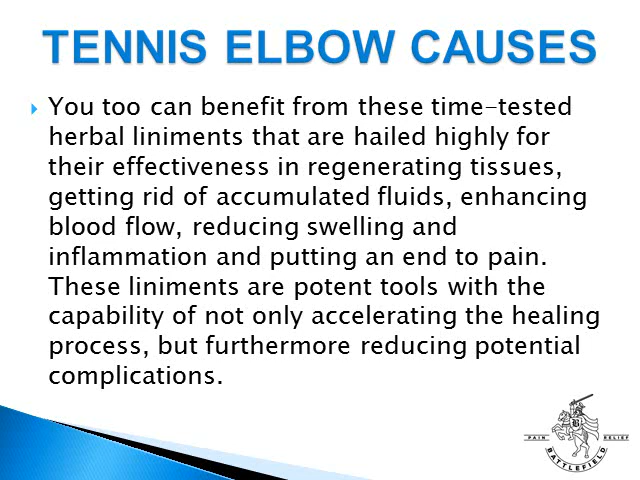 TENNIS ELBOW CAUSES
You too can benefit from these time-tested
herbal liniments that are hailed highly for
their effectiveness in regenerating tissues,
getting rid of accumulated fluids, enhancing
blood flow, reducing swelling and
inflammation and putting an end to pain.
These liniments are potent tools with the
capability of not only accelerating the healing
process, but furthermore reducing potential
complications.
PAIN RELIEF
BATTLEFIELD